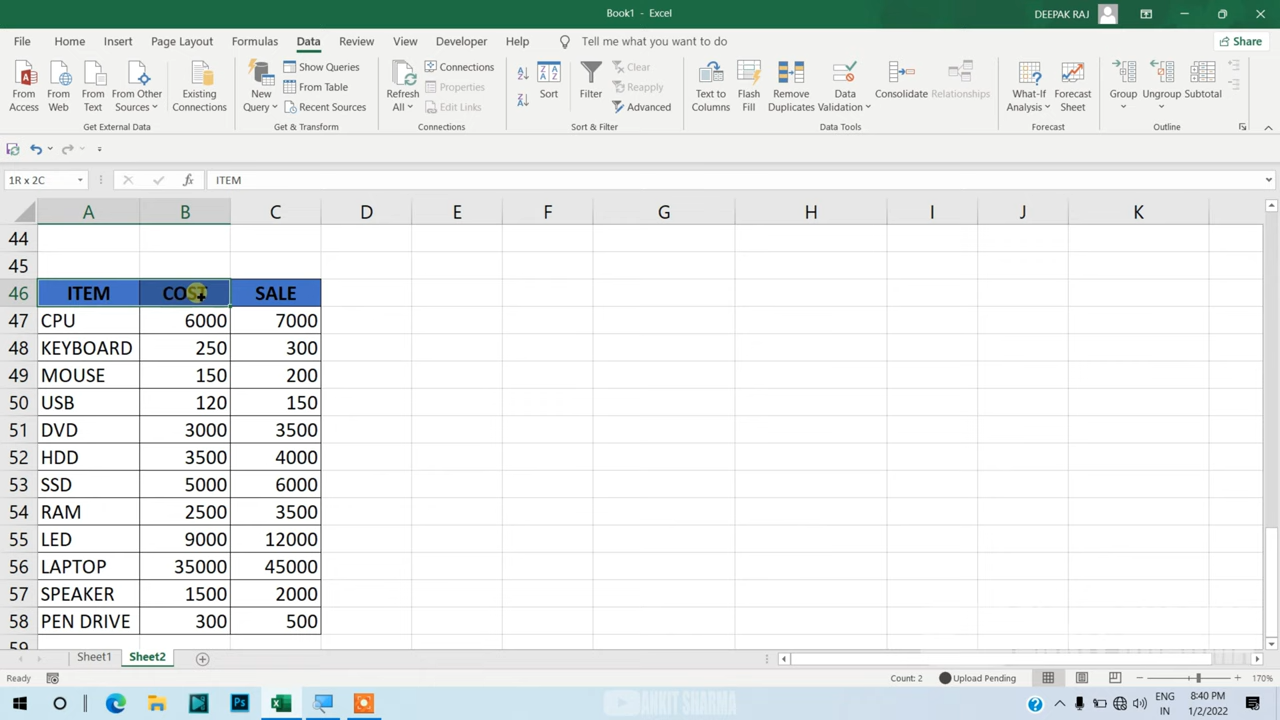 Book1 - Excel
DEEPAK RAJ
File Home Insert Page Layout Formulas Data Review View Developer Help Tell me what you want to do Share
From Access
From Web
From Text
From Other Sources
Existing Connections
Get External Data
New Query
Show Queries
From Table
Recent Sources
Get & Transform
Refresh All
Connections
Properties
Edit Links
Connections
Sort
Filter
Clear
Reapply
Advanced
Sort & Filter
Text to Columns
Flash Fill
Remove Duplicates
Data Validation
Consolidate
Relationships
Data Tools
What-If Analysis
Forecast Sheet
Forecast
Group
Ungroup
Subtotal
Outline
1R x 2C fx ITEM
A B C D E F G H I J K
44
45
46 ITEM COST SALE
47 CPU 6000 7000
48 KEYBOARD 250 300
49 MOUSE 150 200
50 USB 120 150
51 DVD 3000 3500
52 HDD 3500 4000
53 SSD 5000 6000
54 RAM 2500 3500
55 LED 9000 12000
56 LAPTOP 35000 45000
57 SPEAKER 1500 2000
58 PEN DRIVE 300 500
59
Sheet1 Sheet2
Ready Count: 2 Upload Pending 170%
ANKIT SHARMA
ENG IN
8:40 PM
1/2/2022